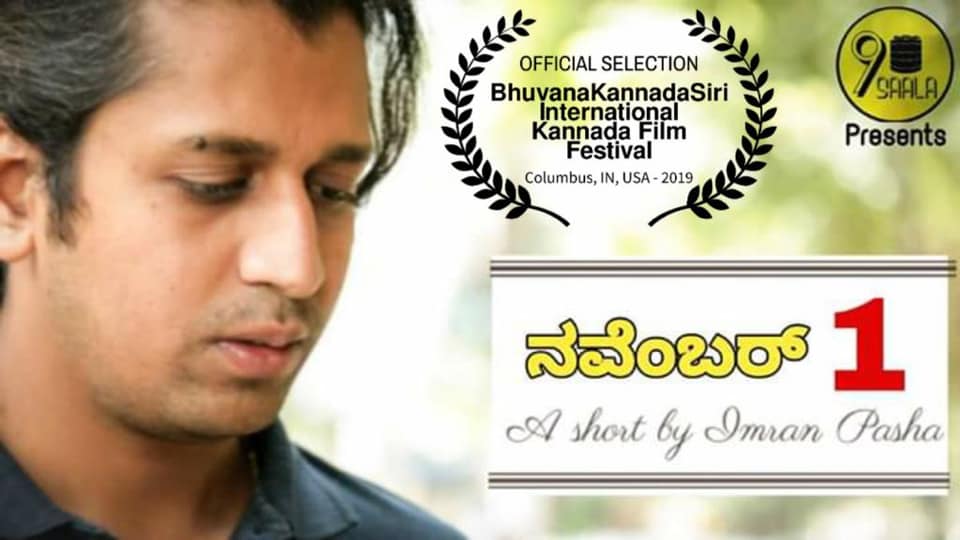 OFFICIAL SELECTION
BhuvanaKannadaSiri
International
Kannada Film
Festival
Columbus, IN, USA - 2019
9
SAALA
Presents
ನವೆಂಬರ್ 1
A short by Imran Pasha